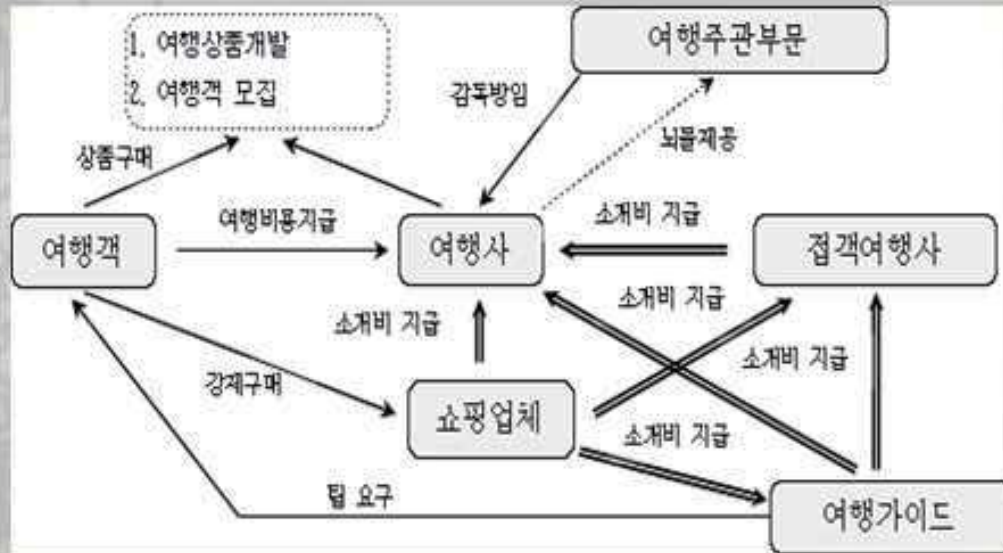 1. 여행상품개발
2. 여행객 모집
여행주관부문
감독방임
뇌물제공
상품구매
여행비용지급
소개비 지급
여행객
여행사
접객여행사
소개비 지급
소개비 지급
소개비 지급
강제구매
쇼핑업체
소개비 지급
팁 요구
여행가이드